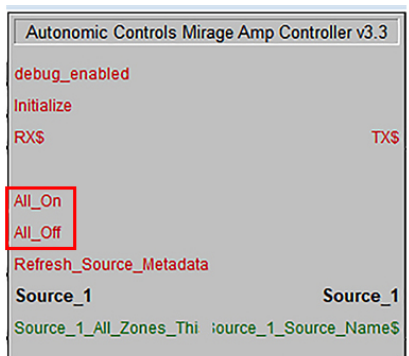 Autonomic Controls Mirage Amp Controller v3.3
debug_enabled
Initialize
RX$ TX$
All_On
All_Off
Refresh_Source_Metadata
Source_1 Source_1
Source_1_All_Zones_Thi ource_1_Source_Name$